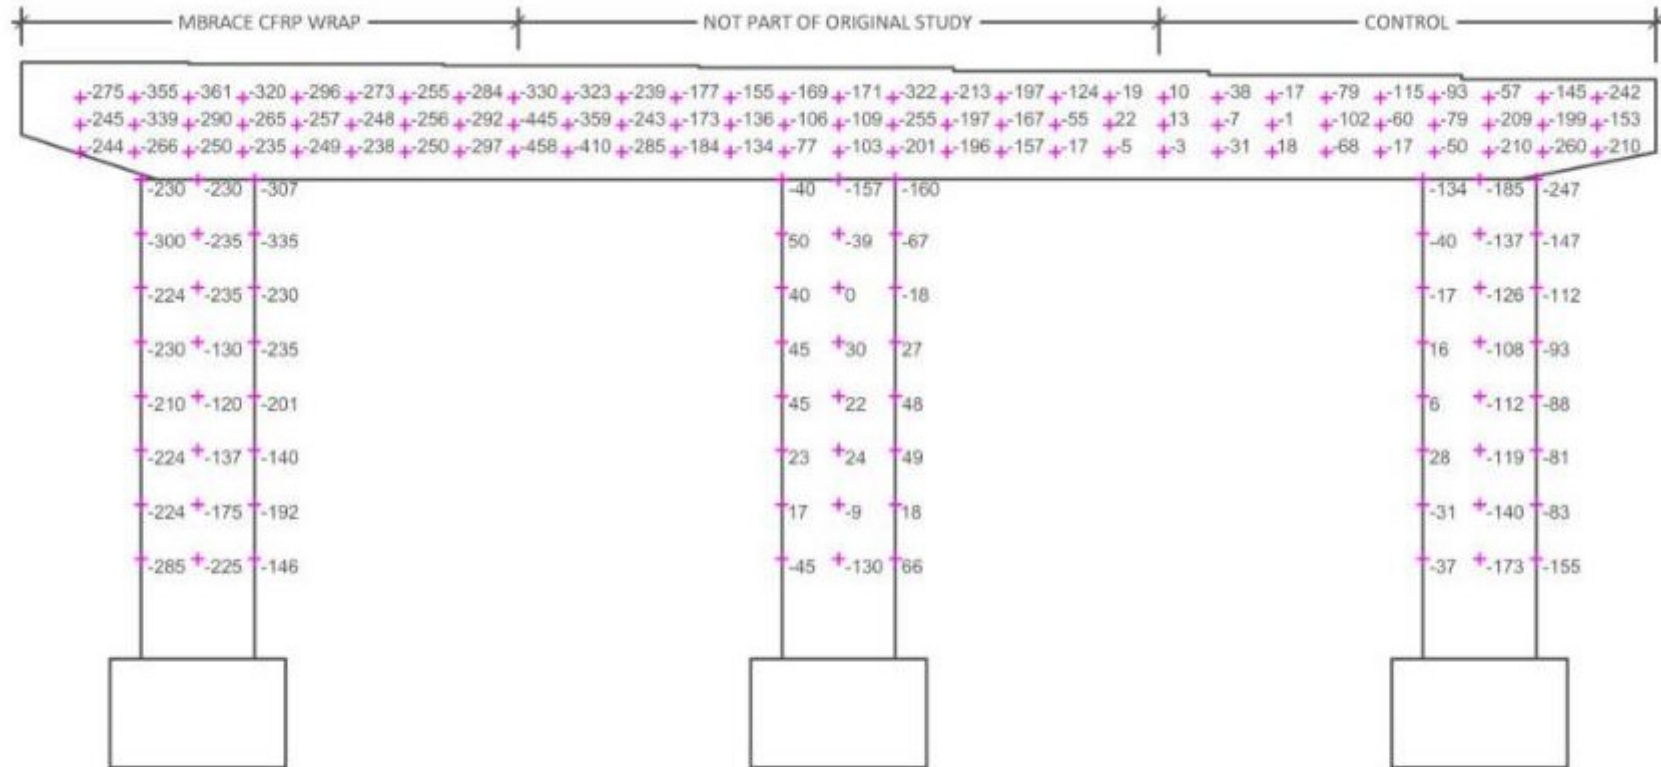 MBRACE CFRP WRAP NOT PART OF ORIGINAL STUDY CONTROL
-275 -355 -361 -320 -296 -273 -255 -284 -330 -323 -239 -177 -155 -169 -171 -322 -213 -197 -124 -19 10 -38 -17 -79 -115 -93 -57 -145 -242
-245 -339 -290 -265 -257 -248 -256 -292 -445 -359 -243 -173 -136 -106 -109 -255 -197 -167 -55 22 13 -7 -1 -102 -60 -79 -209 -199 -153
-244 -266 -250 -235 -249 -238 -250 -297 -458 -410 -285 -184 -134 -77 -103 -201 -196 -157 -17 -5 -3 -31 18 -68 -17 -50 -210 -260 -210
-230 -230 -307 -40 -157 -160 -134 -185 -247
-300 -235 -335 50 -39 -67 -40 -137 -147
-224 -235 -230 40 0 -18 -17 -126 -112
-230 -130 -235 45 30 27 16 -108 -93
-210 -120 -201 45 22 48 6 -112 -88
-224 -137 -140 23 24 49 28 -119 -81
-224 -175 -192 17 -9 18 -31 -140 -83
-285 -225 -146 -45 -130 66 -37 -173 -155